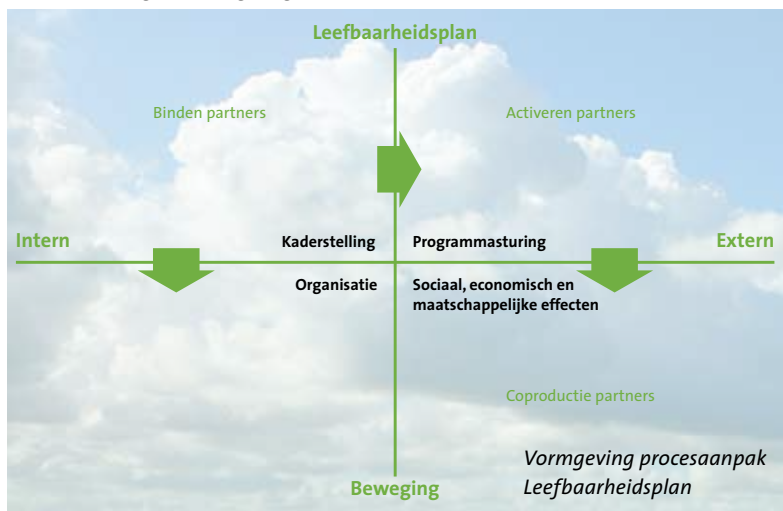 Leefbaarheidsplan
Binden partners
Activeren partners
Intern
Kaderstelling
Programmasturing
Extern
Organisatie
Sociaal, economisch en
maatschappelijke effecten
Coproductie partners
Vormgeving procesaanpak
Leefbaarheidsplan
Beweging